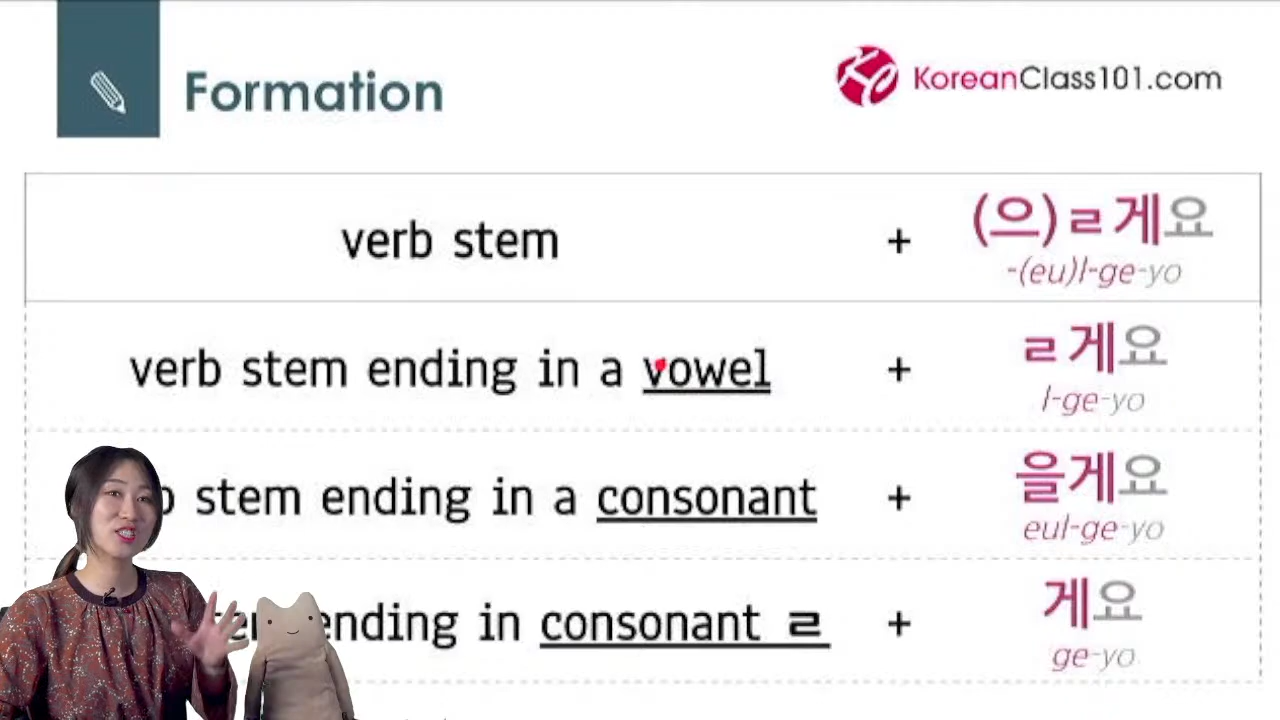 Formation
KoreanClass101.com
verb stem + (으)ㄹ게요
-(eu)l-ge-yo
verb stem ending in a vowel + ㄹ게요
l-ge-yo
stem ending in a consonant + 을게요
eul-ge-yo
ending in consonant ㄹ + 게요
ge-yo